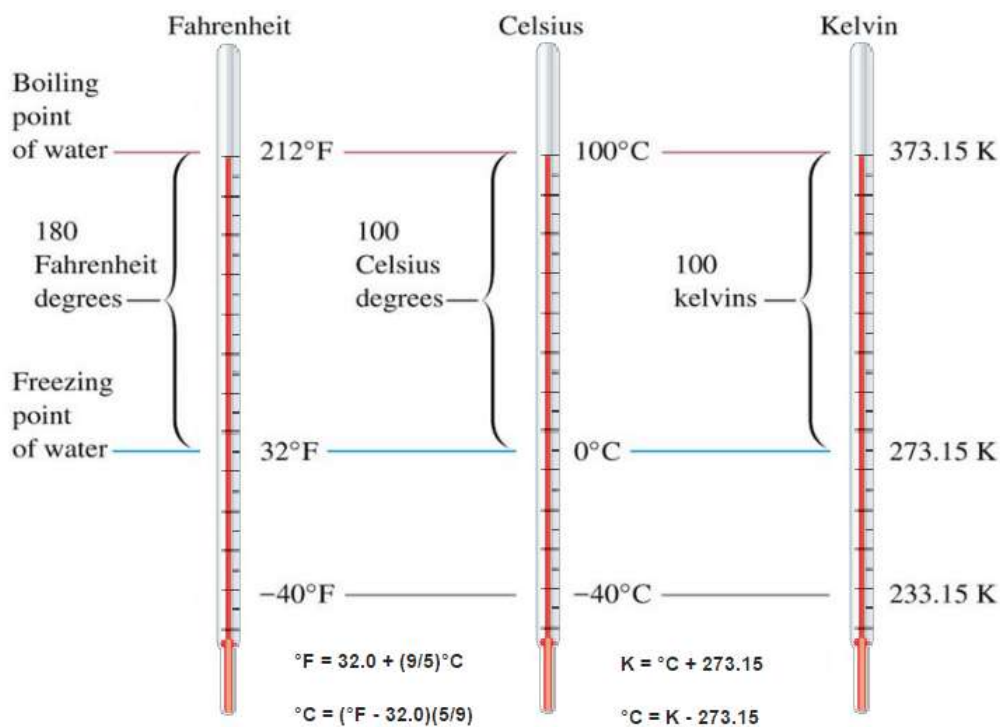 Fahrenheit
Celsius
Kelvin
Boiling
point
of water
212°F
100°C
373.15 K
180
Fahrenheit
degrees
100
Celsius
degrees
100
kelvins
Freezing
point
of water
32°F
0°C
273.15 K
−40°F
−40°C
233.15 K
°F = 32.0 + (9/5)°C
K = °C + 273.15
°C = (°F - 32.0)(5/9)
°C = K - 273.15